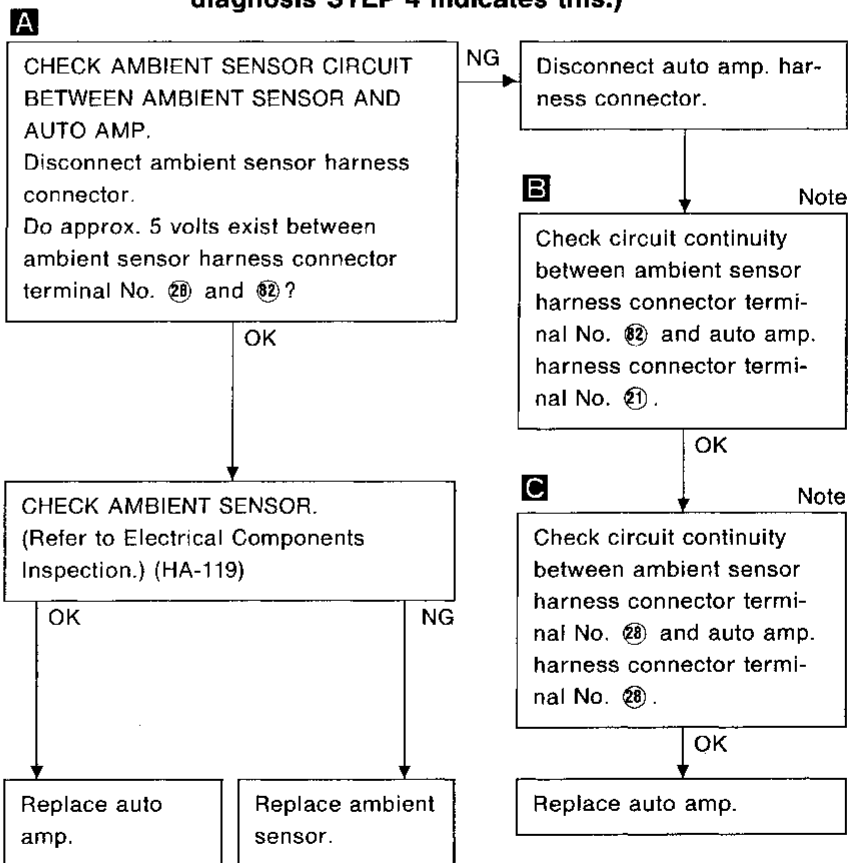 diagnosis STEP 4 indicates this.)
A
CHECK AMBIENT SENSOR CIRCUIT
BETWEEN AMBIENT SENSOR AND
AUTO AMP.
Disconnect ambient sensor harness
connector.
Do approx. 5 volts exist between
ambient sensor harness connector
terminal No. ㉘ and 82?
OK
NG
Disconnect auto amp. har-
ness connector.
B
Note
Check circuit continuity
between ambient sensor
harness connector termi-
nal No. 82 and auto amp.
harness connector termi-
nal No. ㉑.
OK
CHECK AMBIENT SENSOR.
(Refer to Electrical Components
Inspection.) (HA-119)
OK
NG
C
Note
Check circuit continuity
between ambient sensor
harness connector termi-
nal No. ㉘ and auto amp.
harness connector termi-
nal No. ㉘.
OK
Replace auto
amp.
Replace ambient
sensor.
Replace auto amp.